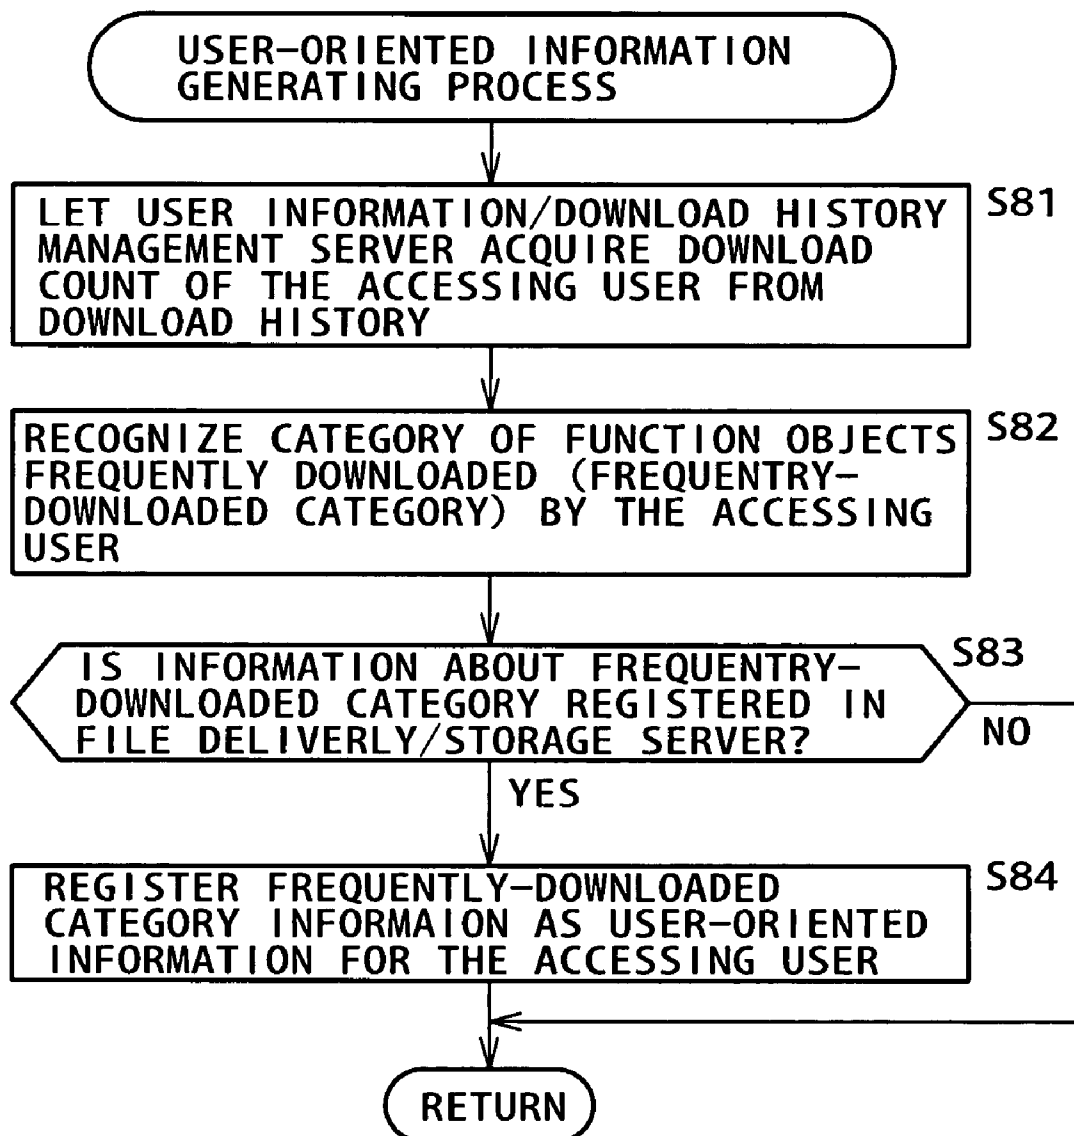 USER-ORIENTED INFORMATION
GENERATING PROCESS
LET USER INFORMATION/DOWNLOAD HISTORY
MANAGEMENT SERVER ACQUIRE DOWNLOAD
COUNT OF THE ACCESSING USER FROM
DOWNLOAD HISTORY
S81
RECOGNIZE CATEGORY OF FUNCTION OBJECTS
FREQUENTLY DOWNLOADED (FREQUENTRY-
DOWNLOADED CATEGORY) BY THE ACCESSING
USER
S82
IS INFORMATION ABOUT FREQUENTRY-
DOWNLOADED CATEGORY REGISTERED IN
FILE DELIVERLY/STORAGE SERVER?
S83
NO
YES
REGISTER FREQUENTLY-DOWNLOADED
CATEGORY INFORMAION AS USER-ORIENTED
INFORMATION FOR THE ACCESSING USER
S84
RETURN